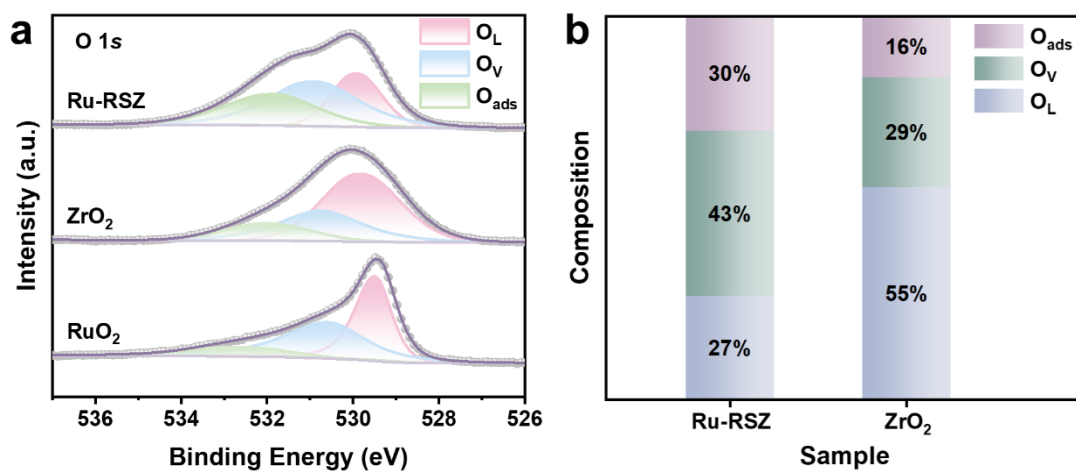 a
O 1s
O_L
O_V
O_ads
Ru-RSZ
ZrO₂
RuO₂
Intensity (a.u.)
536 534 532 530 528 526
Binding Energy (eV)
b
30%
43%
27%
16%
29%
55%
O_ads
O_V
O_L
Composition
Ru-RSZ ZrO₂
Sample